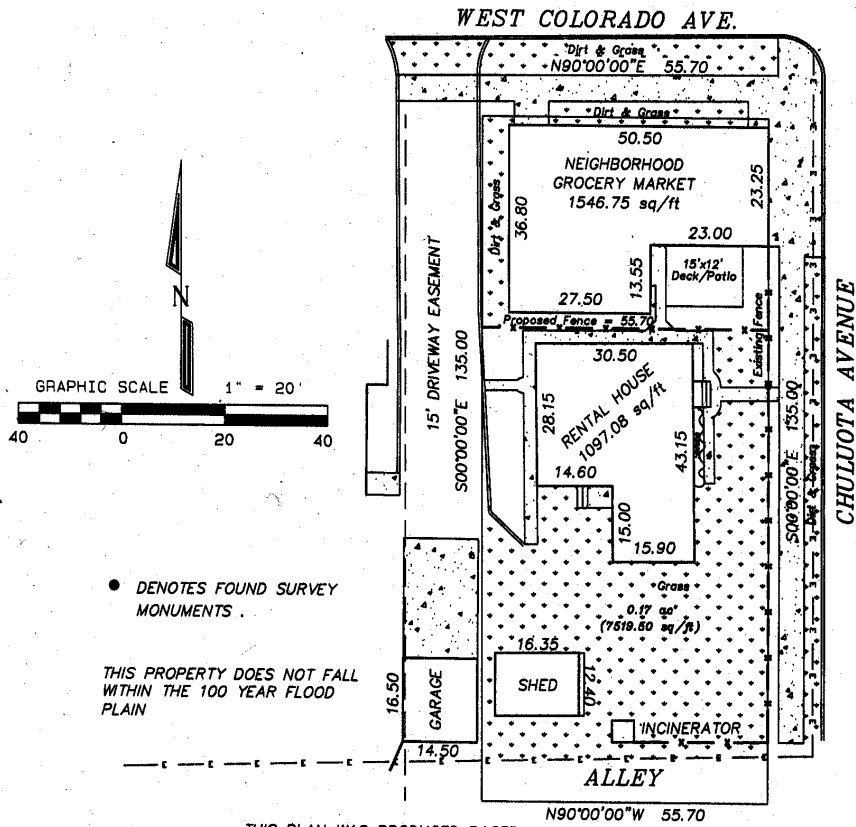 WEST COLORADO AVE.
Dirt & Grass
N90°00'00"E 55.70
Dirt & Grass
50.50
NEIGHBORHOOD
GROCERY MARKET
1546.75 sq/ft
23.25
36.80
Dirt & Grass
23.00
15'x12'
Deck/Patio
13.55
27.50
Proposed Fence = 55.70
Existing Fence
CHULUOTA AVENUE
15' DRIVEWAY EASEMENT
S00°00'00"E 135.00
N
GRAPHIC SCALE 1" = 20'
40 0 20 40
30.50
RENTAL HOUSE
1097.08 sq/ft
28.15
43.15
14.60
15.00
15.90
S00°00'00"E 135.00
Dirt & Grass
Grass
0.17 ac
(7519.50 sq/ft)
● DENOTES FOUND SURVEY
MONUMENTS .
THIS PROPERTY DOES NOT FALL
WITHIN THE 100 YEAR FLOOD
PLAIN
16.35
SHED
12.40
16.50
GARAGE
14.50
INCINERATOR
E E E E E E E E E
ALLEY
N90°00'00"W 55.70